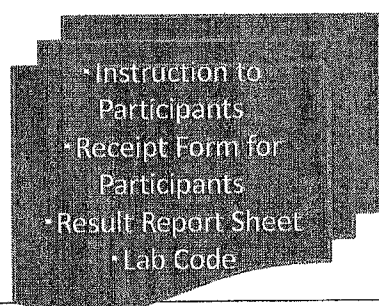 • Instruction to
Participants
• Receipt Form for
Participants
• Result Report Sheet
• Lab Code